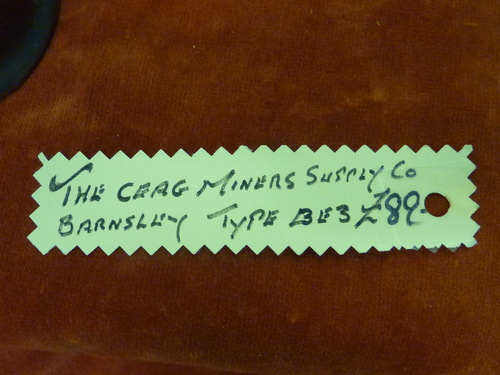 THE CEAG MINERS SUPPLY CO
BARNSLEY TYPE BE3 £89-